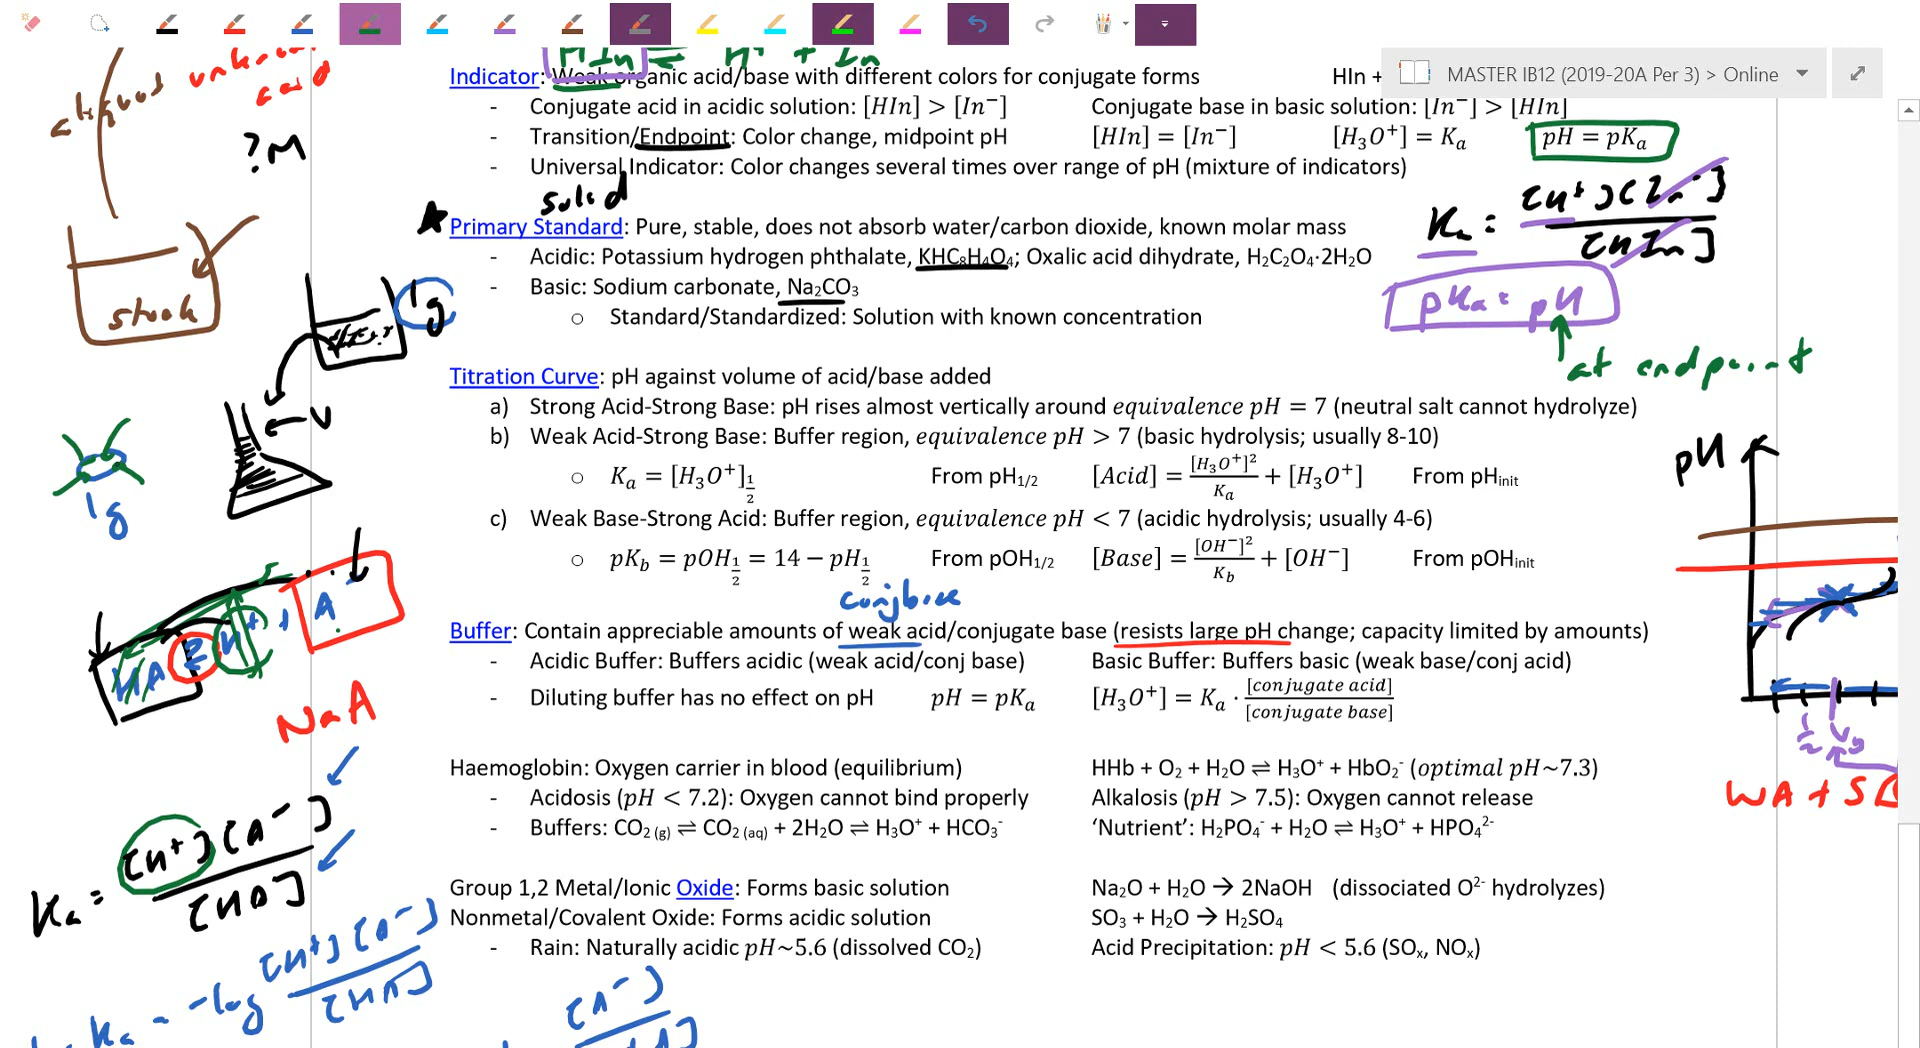 MASTER IB12 (2019-20A Per 3) > Online
HIn ⇌ H⁺ + In
Indicator: Weak organic acid/base with different colors for conjugate forms HIn +
- Conjugate acid in acidic solution: [HIn] > [In⁻] Conjugate base in basic solution: [In⁻] > [HIn]
- Transition/Endpoint: Color change, midpoint pH [HIn] = [In⁻] [H₃O⁺] = Kₐ pH = pKₐ
- Universal Indicator: Color changes several times over range of pH (mixture of indicators)
solid
Primary Standard: Pure, stable, does not absorb water/carbon dioxide, known molar mass
- Acidic: Potassium hydrogen phthalate, KHC₈H₄O₄; Oxalic acid dihydrate, H₂C₂O₄·2H₂O
- Basic: Sodium carbonate, Na₂CO₃
○ Standard/Standardized: Solution with known concentration
Titration Curve: pH against volume of acid/base added
a) Strong Acid-Strong Base: pH rises almost vertically around equivalence pH = 7 (neutral salt cannot hydrolyze)
b) Weak Acid-Strong Base: Buffer region, equivalence pH > 7 (basic hydrolysis; usually 8-10)
○ Kₐ = [H₃O⁺]½ From pH1/2 [Acid] = [H₃O⁺]²/Kₐ + [H₃O⁺] From pHinit
c) Weak Base-Strong Acid: Buffer region, equivalence pH < 7 (acidic hydrolysis; usually 4-6)
○ pK_b = pOH½ = 14 − pH½ From pOH1/2 [Base] = [OH⁻]²/K_b + [OH⁻] From pOHinit
conj base
Buffer: Contain appreciable amounts of weak acid/conjugate base (resists large pH change; capacity limited by amounts)
- Acidic Buffer: Buffers acidic (weak acid/conj base) Basic Buffer: Buffers basic (weak base/conj acid)
- Diluting buffer has no effect on pH pH = pKₐ [H₃O⁺] = Kₐ · [conjugate acid]/[conjugate base]
Haemoglobin: Oxygen carrier in blood (equilibrium) HHb + O₂ + H₂O ⇌ H₃O⁺ + HbO₂⁻ (optimal pH~7.3)
- Acidosis (pH < 7.2): Oxygen cannot bind properly Alkalosis (pH > 7.5): Oxygen cannot release
- Buffers: CO₂ (g) ⇌ CO₂ (aq) + 2H₂O ⇌ H₃O⁺ + HCO₃⁻ ‘Nutrient’: H₂PO₄⁻ + H₂O ⇌ H₃O⁺ + HPO₄²⁻
Group 1,2 Metal/Ionic Oxide: Forms basic solution Na₂O + H₂O → 2NaOH (dissociated O²⁻ hydrolyzes)
Nonmetal/Covalent Oxide: Forms acidic solution SO₃ + H₂O → H₂SO₄
- Rain: Naturally acidic pH~5.6 (dissolved CO₂) Acid Precipitation: pH < 5.6 (SOₓ, NOₓ)
acid
?M
stock
1g
V
1g
HA ⇌ H⁺ + A⁻
NaA
Kₐ = [H⁺][A⁻]/[HA]
Kₐ = -log [H⁺][A⁻]/[HA]
[A⁻]
Kₐ = [H⁺][In⁻]/[HIn]
pKₐ = pH
at endpoint
pH
½
WA + S